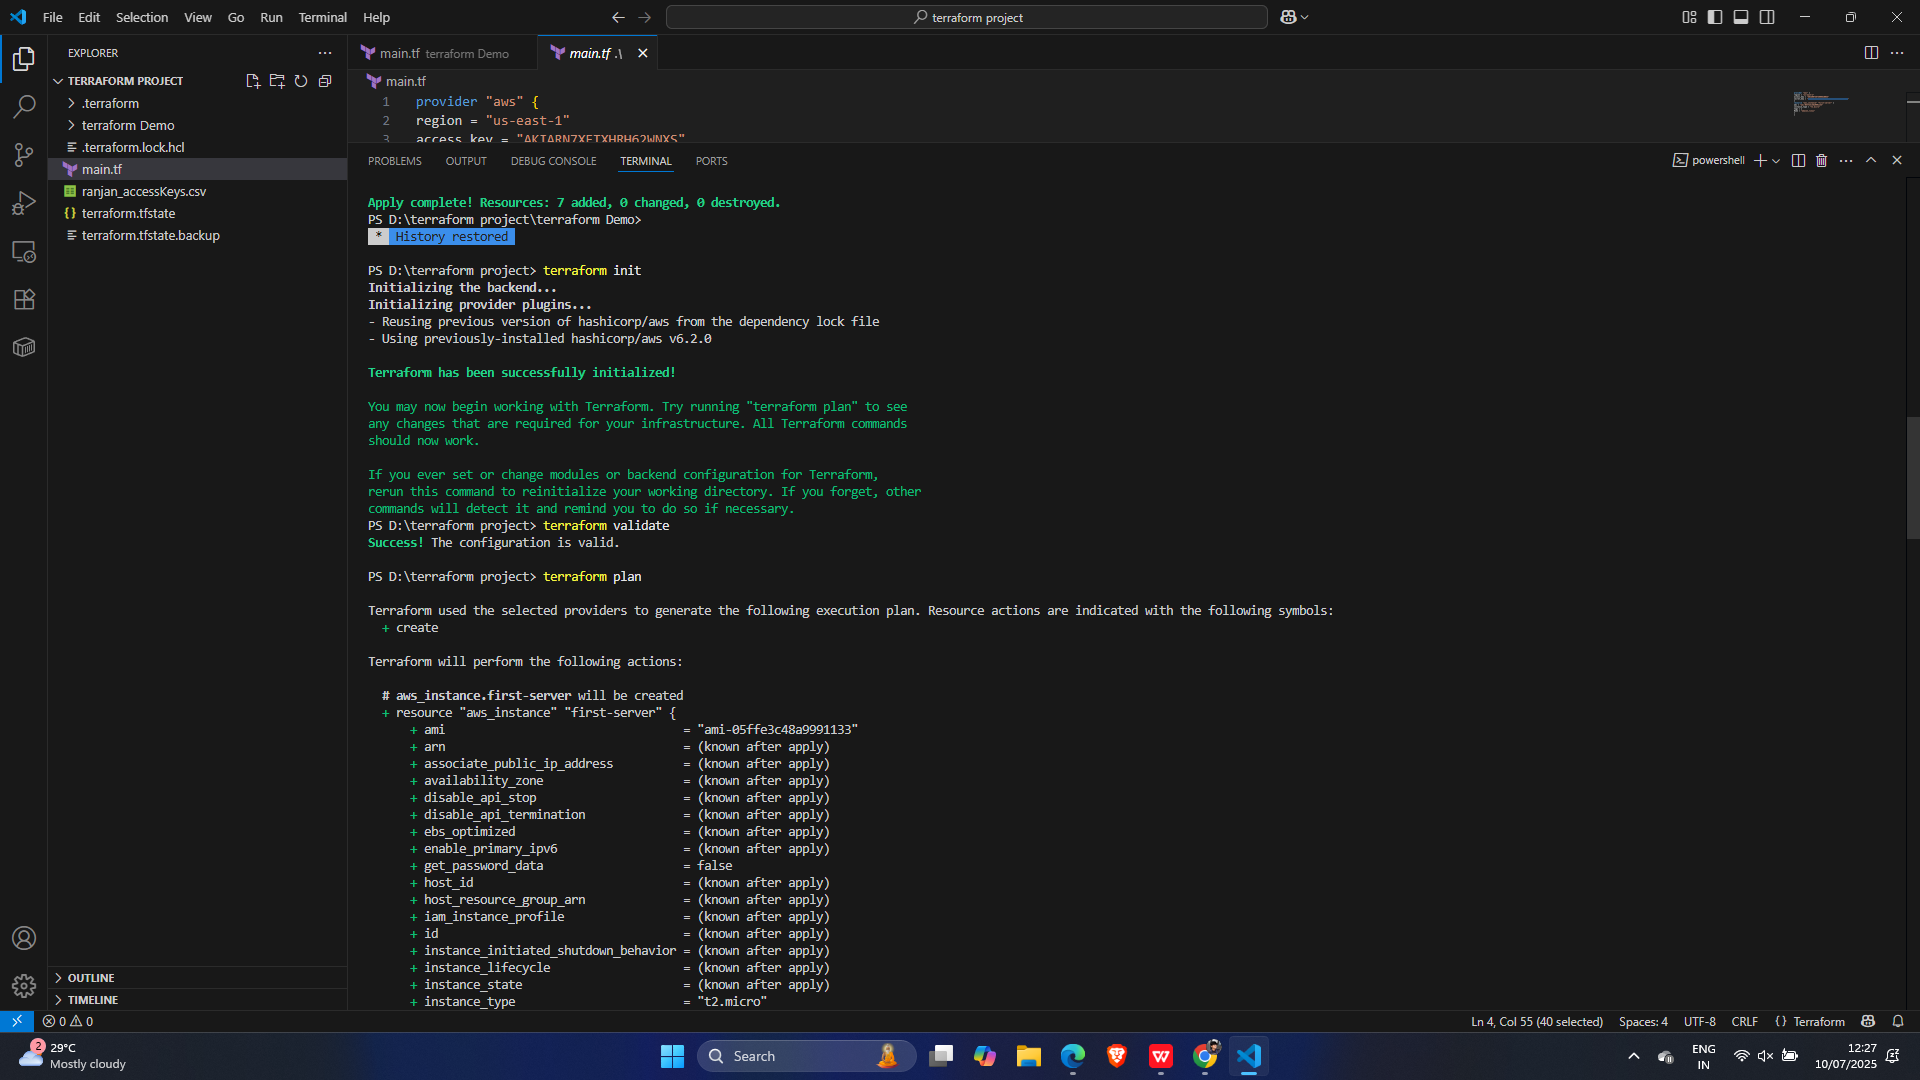 File Edit Selection View Go Run Terminal Help
terraform project
EXPLORER
TERRAFORM PROJECT
.terraform
terraform Demo
.terraform.lock.hcl
main.tf
ranjan_accessKeys.csv
terraform.tfstate
terraform.tfstate.backup
OUTLINE
TIMELINE
main.tf terraform Demo
main.tf .\
main.tf
1 provider "aws" {
2 region = "us-east-1"
3 access_key =
PROBLEMS OUTPUT DEBUG CONSOLE TERMINAL PORTS
powershell
Apply complete! Resources: 7 added, 0 changed, 0 destroyed.
PS D:\terraform project\terraform Demo>
* History restored
PS D:\terraform project> terraform init
Initializing the backend...
Initializing provider plugins...
- Reusing previous version of hashicorp/aws from the dependency lock file
- Using previously-installed hashicorp/aws v6.2.0
Terraform has been successfully initialized!
You may now begin working with Terraform. Try running "terraform plan" to see
any changes that are required for your infrastructure. All Terraform commands
should now work.
If you ever set or change modules or backend configuration for Terraform,
rerun this command to reinitialize your working directory. If you forget, other
commands will detect it and remind you to do so if necessary.
PS D:\terraform project> terraform validate
Success! The configuration is valid.
PS D:\terraform project> terraform plan
Terraform used the selected providers to generate the following execution plan. Resource actions are indicated with the following symbols:
+ create
Terraform will perform the following actions:
# aws_instance.first-server will be created
+ resource "aws_instance" "first-server" {
+ ami = "ami-05ffe3c48a9991133"
+ arn = (known after apply)
+ associate_public_ip_address = (known after apply)
+ availability_zone = (known after apply)
+ disable_api_stop = (known after apply)
+ disable_api_termination = (known after apply)
+ ebs_optimized = (known after apply)
+ enable_primary_ipv6 = (known after apply)
+ get_password_data = false
+ host_id = (known after apply)
+ host_resource_group_arn = (known after apply)
+ iam_instance_profile = (known after apply)
+ id = (known after apply)
+ instance_initiated_shutdown_behavior = (known after apply)
+ instance_lifecycle = (known after apply)
+ instance_state = (known after apply)
+ instance_type = "t2.micro"
0 0
Ln 4, Col 55 (40 selected) Spaces: 4 UTF-8 CRLF {} Terraform
2
29°C
Mostly cloudy
Search
ENG
IN
12:27
10/07/2025